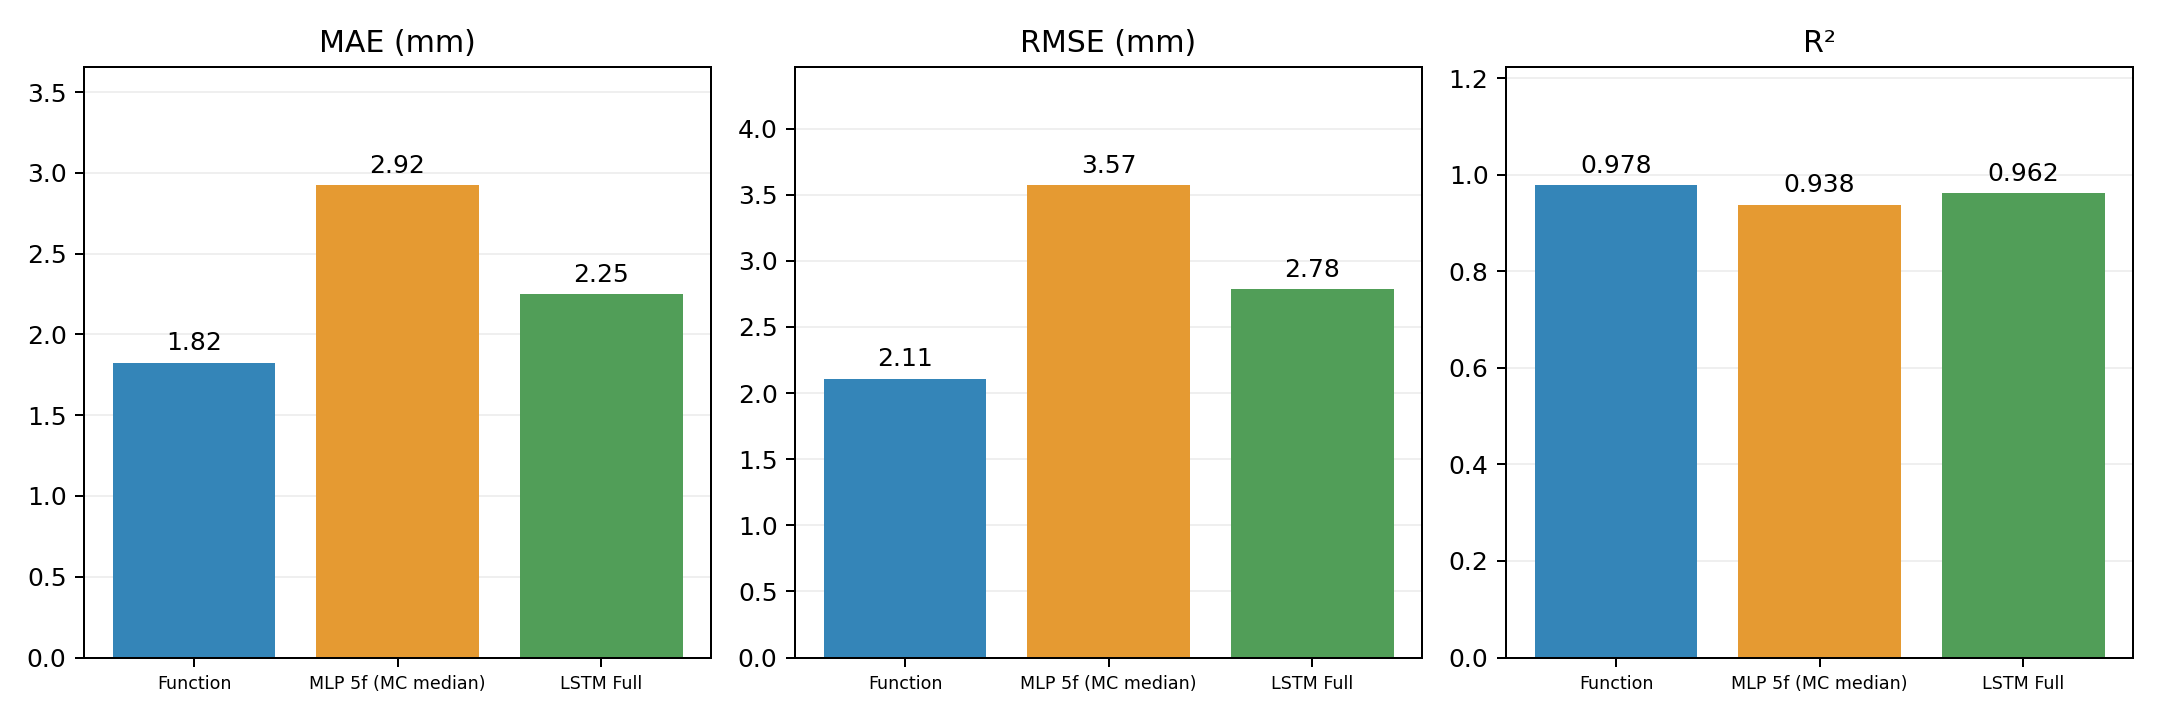 MAE (mm)
3.5
3.0
2.5
2.0
1.5
1.0
0.5
0.0
1.82
2.92
2.25
Function
MLP 5f (MC median)
LSTM Full
RMSE (mm)
4.0
3.5
3.0
2.5
2.0
1.5
1.0
0.5
0.0
2.11
3.57
2.78
Function
MLP 5f (MC median)
LSTM Full
R²
1.2
1.0
0.8
0.6
0.4
0.2
0.0
0.978
0.938
0.962
Function
MLP 5f (MC median)
LSTM Full